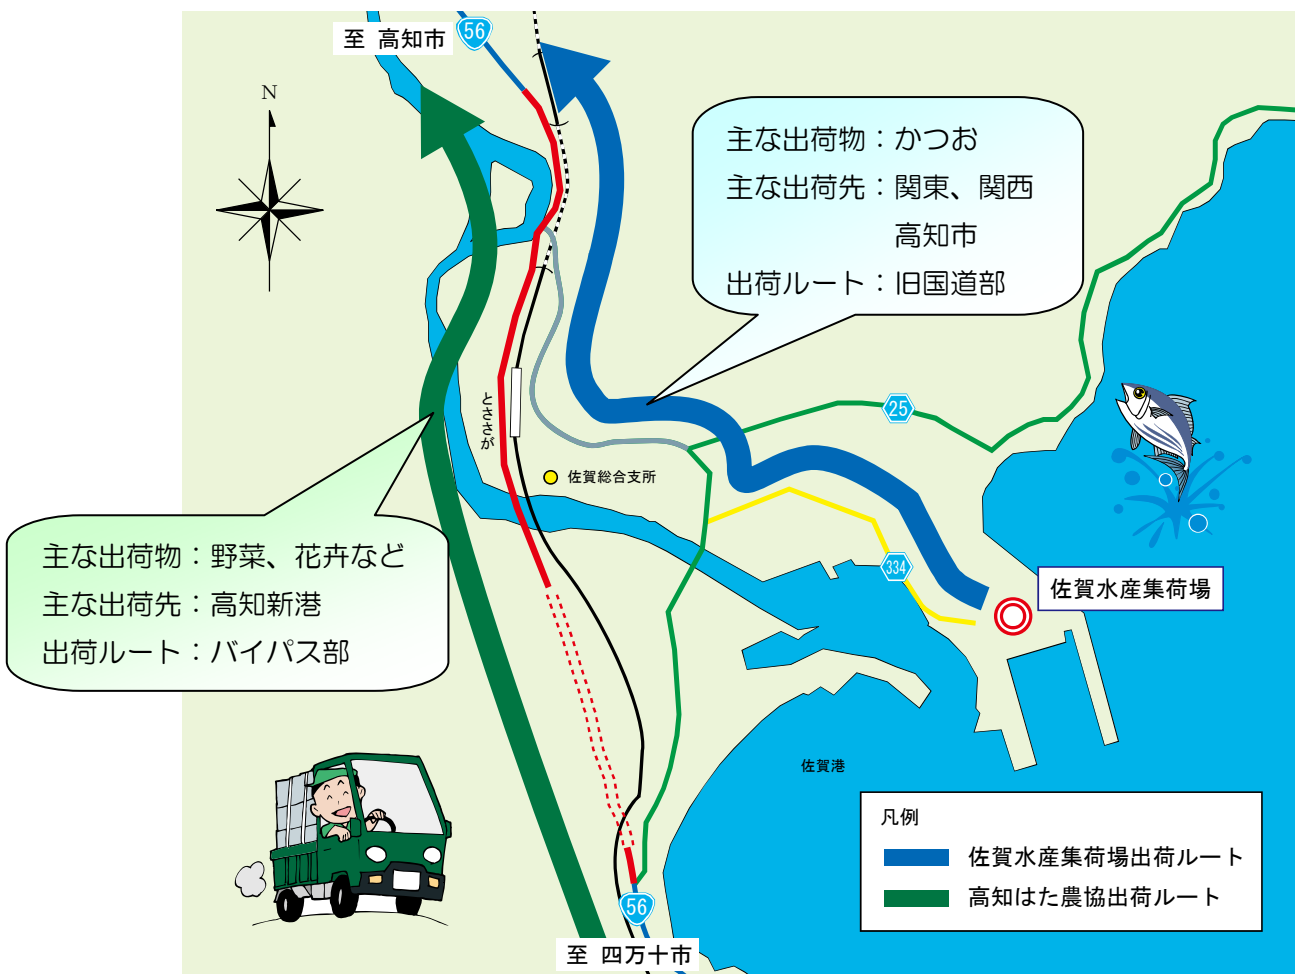 至 高知市
56
N
主な出荷物：かつお
主な出荷先：関東、関西
高知市
出荷ルート：旧国道部
25
とさが
佐賀総合支所
334
佐賀水産集荷場
主な出荷物：野菜、花卉など
主な出荷先：高知新港
出荷ルート：バイパス部
佐賀港
凡例
佐賀水産集荷場出荷ルート
高知はた農協出荷ルート
56
至 四万十市